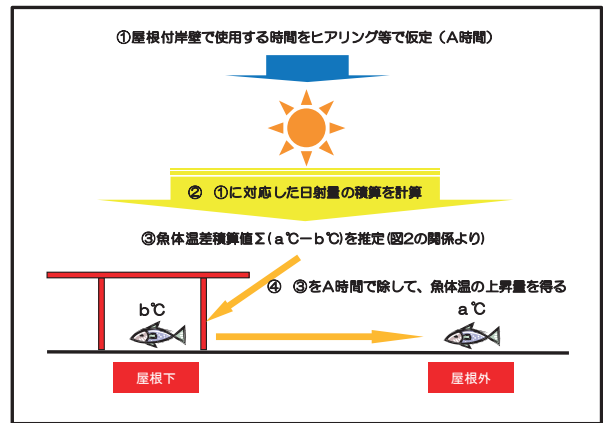 ①屋根付岸壁で使用する時間をヒアリング等で仮定（A時間）
② ①に対応した日射量の積算を計算
③魚体温差積算値Σ(a℃ー b℃)を推定(図2の関係より)
④ ③をA時間で除して、魚体温の上昇量を得る
b℃
a℃
屋根下
屋根外